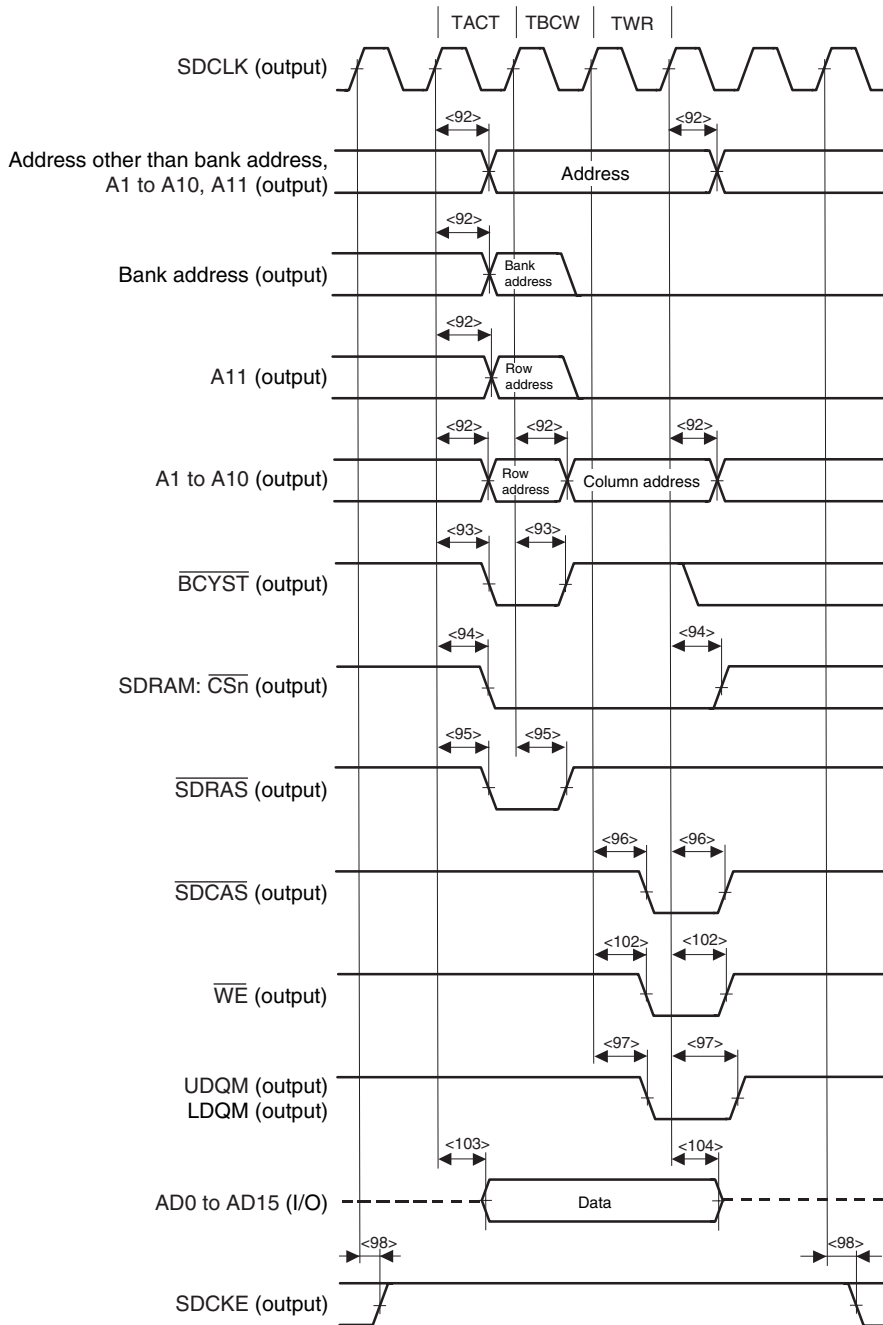 TACT TBCW TWR
SDCLK (output)
<92> <92>
Address other than bank address,
A1 to A10, A11 (output)
Address
<92>
Bank address (output)
Bank
address
<92>
A11 (output)
Row
address
<92> <92> <92>
A1 to A10 (output)
Row
address
Column address
<93> <93>
BCYST (output)
<94> <94>
SDRAM: CSn (output)
<95> <95>
SDRAS (output)
<96> <96>
SDCAS (output)
<102> <102>
WE (output)
<97> <97>
UDQM (output)
LDQM (output)
<103> <104>
AD0 to AD15 (I/O)
Data
<98> <98>
SDCKE (output)